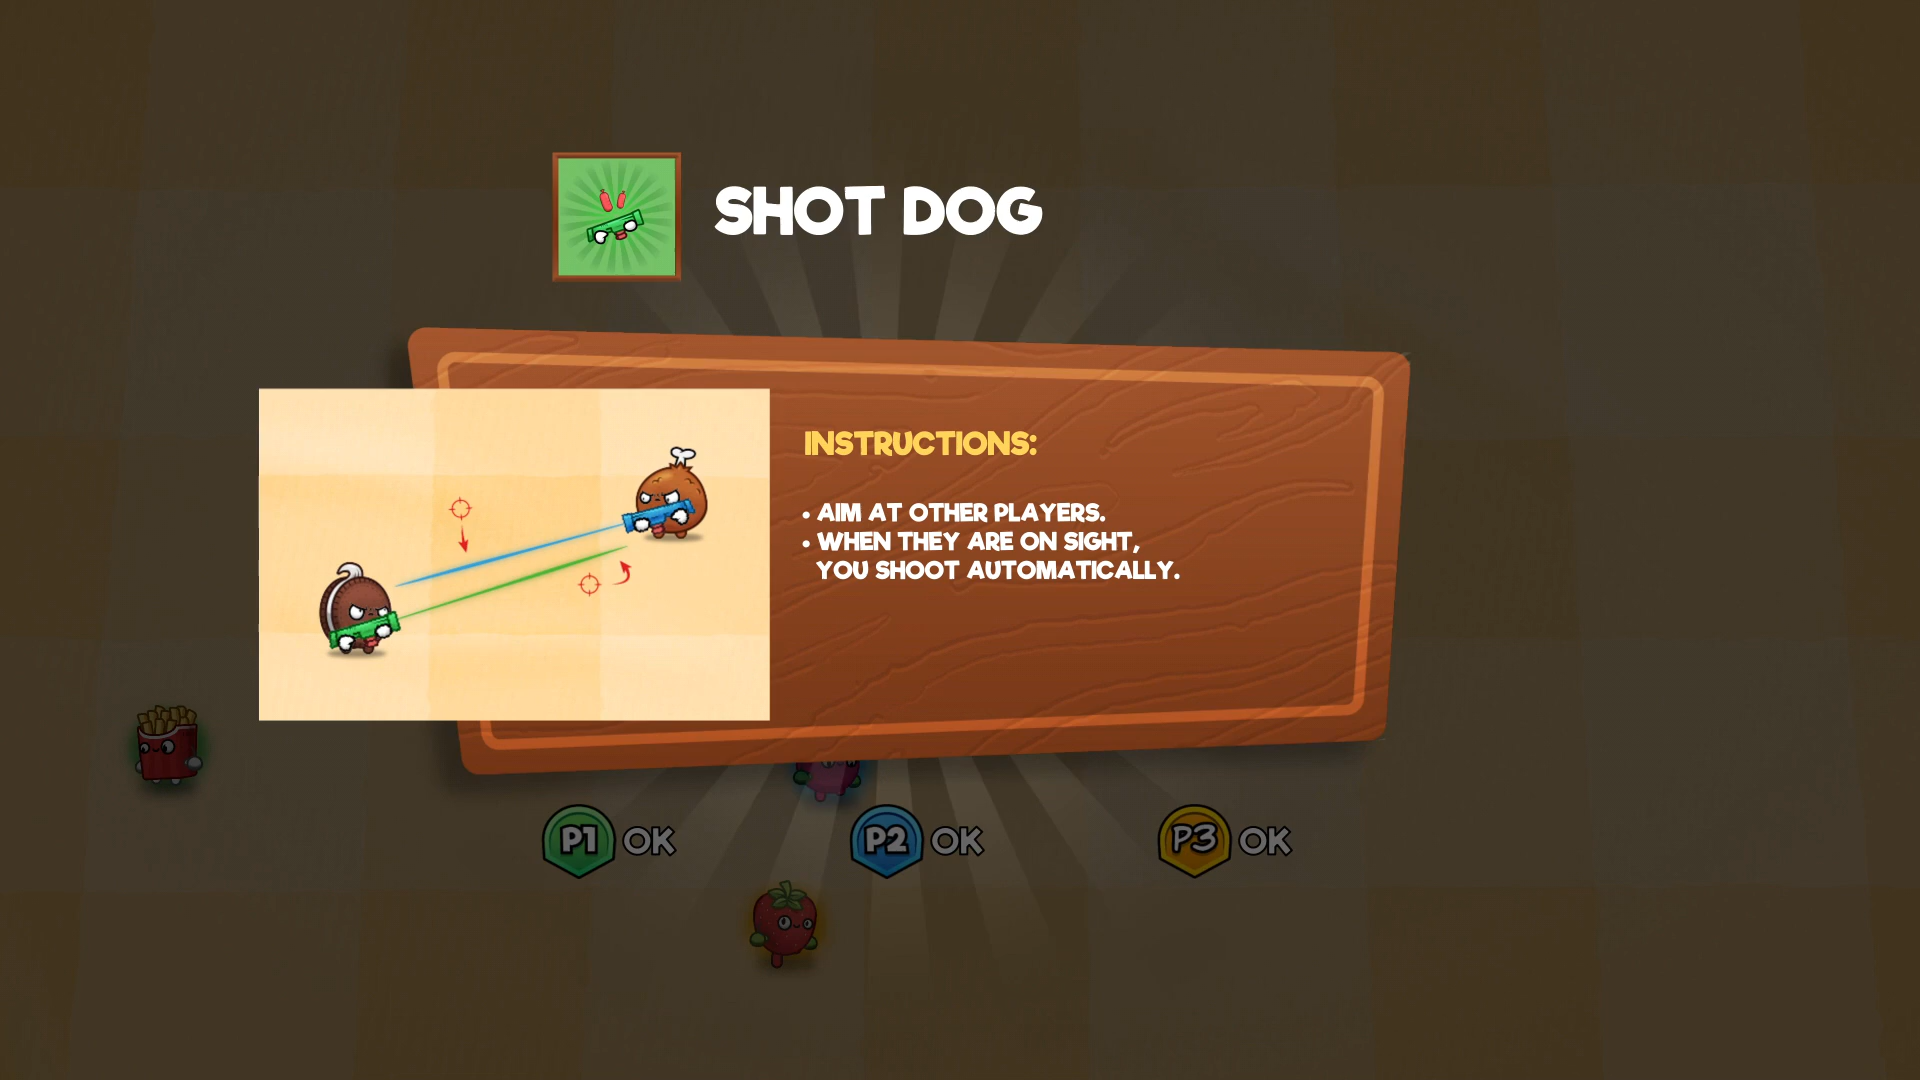 SHOT DOG
INSTRUCTIONS:
• AIM AT OTHER PLAYERS.
• WHEN THEY ARE ON SIGHT,
YOU SHOOT AUTOMATICALLY.
P1 OK P2 OK P3 OK